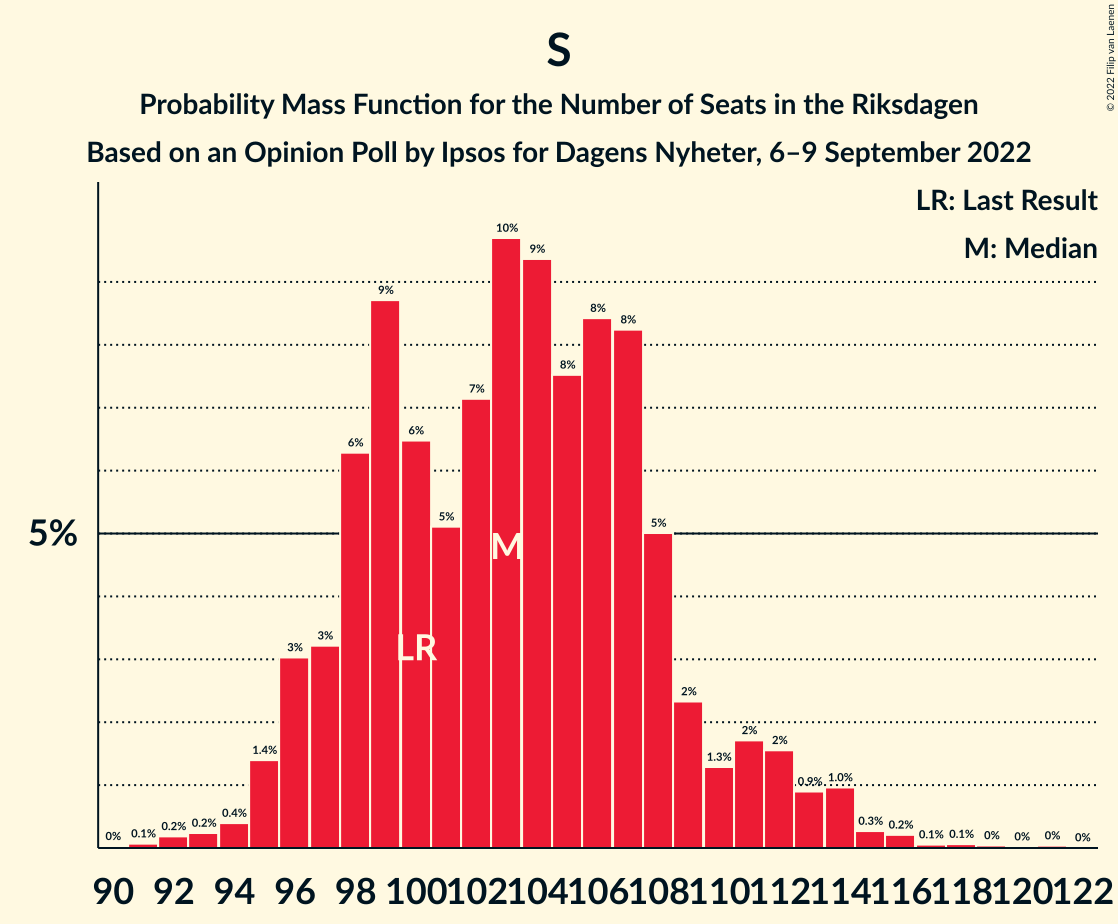 S
Probability Mass Function for the Number of Seats in the Riksdagen
Based on an Opinion Poll by Ipsos for Dagens Nyheter, 6–9 September 2022
© 2022 Filip van Laenen
LR: Last Result
M: Median
5%
0% 0.1% 0.2% 0.2% 0.4% 1.4% 3% 3% 6% 9% 6% 5% 7% 10% 9% 8% 8% 8% 5% 2% 1.3% 2% 2% 0.9% 1.0% 0.3% 0.2% 0.1% 0.1% 0% 0% 0% 0%
M
LR
90 92 94 96 98 100 102 104 106 108 110 112 114 116 118 120 122